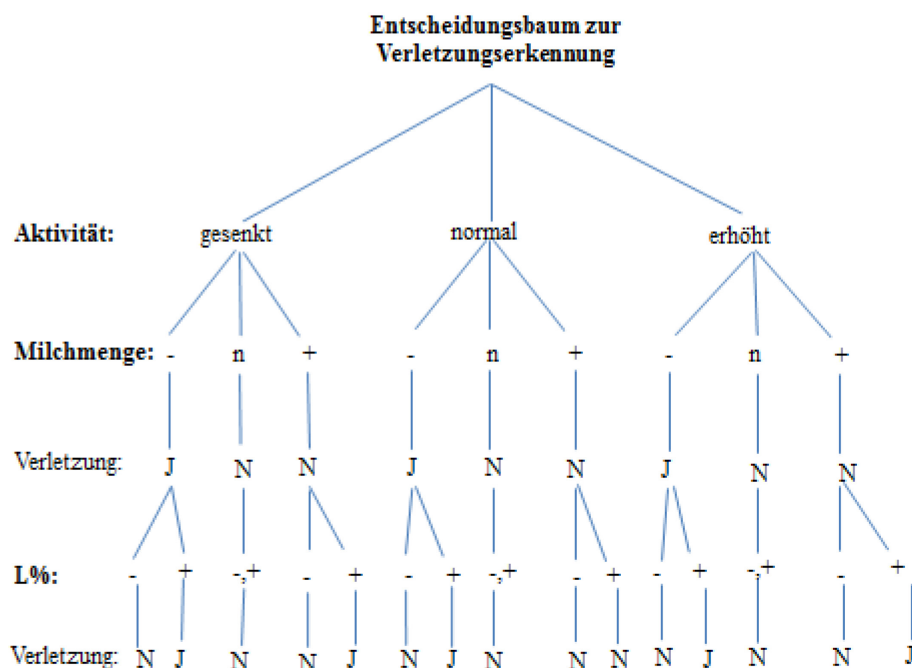 Entscheidungsbaum zur
Verletzungserkennung
Aktivität: gesenkt normal erhöht
Milchmenge: - n + - n + - n +
Verletzung: J N N J N N J N N
L%: - + -,+ - + - + -,+ - + - + -,+ - +
Verletzung: N J N N J N J N N N N J N N J